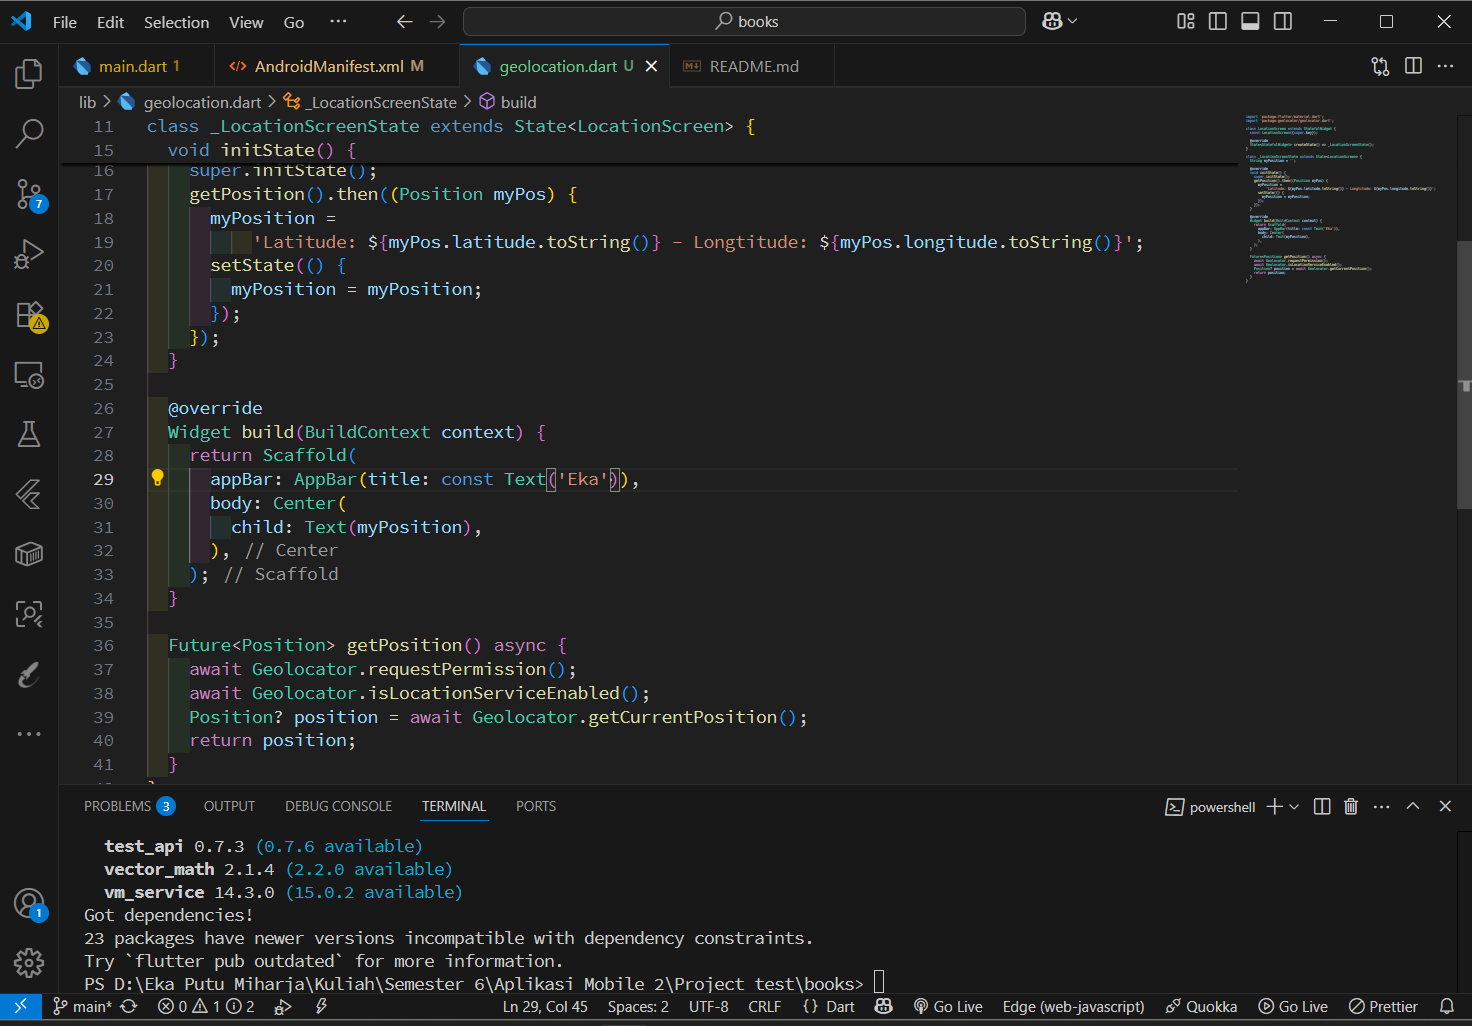 File Edit Selection View Go ··· books
main.dart 1 AndroidManifest.xml M geolocation.dart U README.md
lib > geolocation.dart > _LocationScreenState > build
11 class _LocationScreenState extends State<LocationScreen> {
15 void initState() {
16 super.initState();
17 getPosition().then((Position myPos) {
18 myPosition =
19 'Latitude: ${myPos.latitude.toString()} - Longtitude: ${myPos.longitude.toString()}';
20 setState(() {
21 myPosition = myPosition;
22 });
23 });
24 }
25
26 @override
27 Widget build(BuildContext context) {
28 return Scaffold(
29 appBar: AppBar(title: const Text('Eka')),
30 body: Center(
31 child: Text(myPosition),
32 ), // Center
33 ); // Scaffold
34 }
35
36 Future<Position> getPosition() async {
37 await Geolocator.requestPermission();
38 await Geolocator.isLocationServiceEnabled();
39 Position? position = await Geolocator.getCurrentPosition();
40 return position;
41 }
7
1
PROBLEMS 3 OUTPUT DEBUG CONSOLE TERMINAL PORTS powershell
test_api 0.7.3 (0.7.6 available)
vector_math 2.1.4 (2.2.0 available)
vm_service 14.3.0 (15.0.2 available)
Got dependencies!
23 packages have newer versions incompatible with dependency constraints.
Try `flutter pub outdated` for more information.
PS D:\Eka Putu Miharja\Kuliah\Semester 6\Aplikasi Mobile 2\Project test\books>
main* 0 1 2 Ln 29, Col 45 Spaces: 2 UTF-8 CRLF {} Dart Go Live Edge (web-javascript) Quokka Go Live Prettier